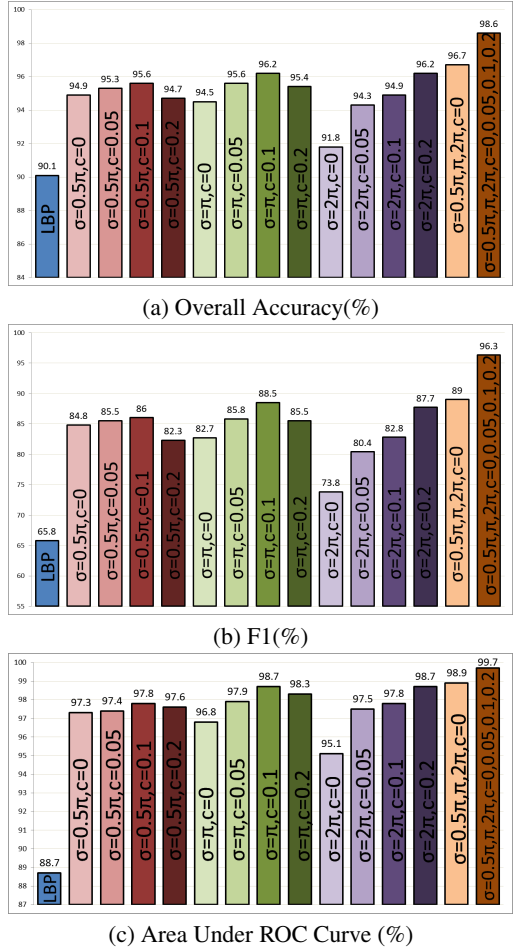 100
98
96
94
92
90
88
86
84
90.1
94.9
95.3
95.6
94.7
94.5
95.6
96.2
95.4
91.8
94.3
94.9
96.2
96.7
98.6
LBP
σ=0.5π,c=0
σ=0.5π,c=0.05
σ=0.5π,c=0.1
σ=0.5π,c=0.2
σ=π,c=0
σ=π,c=0.05
σ=π,c=0.1
σ=π,c=0.2
σ=2π,c=0
σ=2π,c=0.05
σ=2π,c=0.1
σ=2π,c=0.2
σ=0.5π,π,2π,c=0
σ=0.5π,π,2π,c=0,0.05,0.1,0.2
(a) Overall Accuracy(%)
100
95
90
85
80
75
70
65
60
55
65.8
84.8
85.5
86
82.3
82.7
85.8
88.5
85.5
73.8
80.4
82.8
87.7
89
96.3
LBP
σ=0.5π,c=0
σ=0.5π,c=0.05
σ=0.5π,c=0.1
σ=0.5π,c=0.2
σ=π,c=0
σ=π,c=0.05
σ=π,c=0.1
σ=π,c=0.2
σ=2π,c=0
σ=2π,c=0.05
σ=2π,c=0.1
σ=2π,c=0.2
σ=0.5π,π,2π,c=0
σ=0.5π,π,2π,c=0,0.05,0.1,0.2
(b) F1(%)
100
99
98
97
96
95
94
93
92
91
90
89
88
87
88.7
97.3
97.4
97.8
97.6
96.8
97.9
98.7
98.3
95.1
97.5
97.8
98.7
98.9
99.7
LBP
σ=0.5π,c=0
σ=0.5π,c=0.05
σ=0.5π,c=0.1
σ=0.5π,c=0.2
σ=π,c=0
σ=π,c=0.05
σ=π,c=0.1
σ=π,c=0.2
σ=2π,c=0
σ=2π,c=0.05
σ=2π,c=0.1
σ=2π,c=0.2
σ=0.5π,π,2π,c=0
σ=0.5π,π,2π,c=0,0.05,0.1,0.2
(c) Area Under ROC Curve (%)